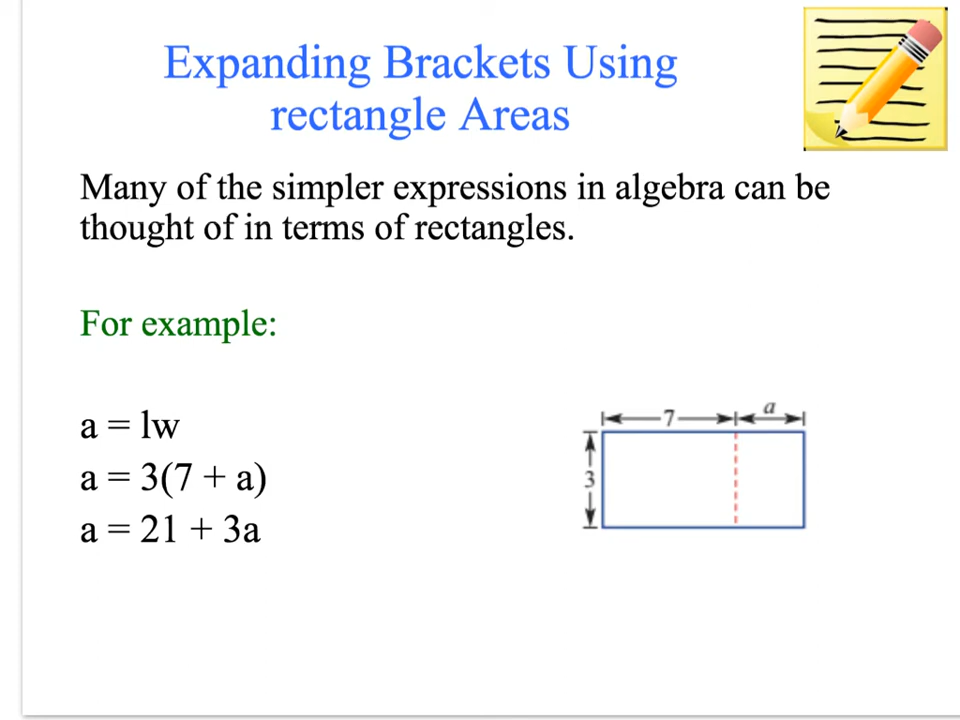 Expanding Brackets Using
rectangle Areas
Many of the simpler expressions in algebra can be
thought of in terms of rectangles.
For example:
a = lw
a = 3(7 + a)
a = 21 + 3a
7 a
3